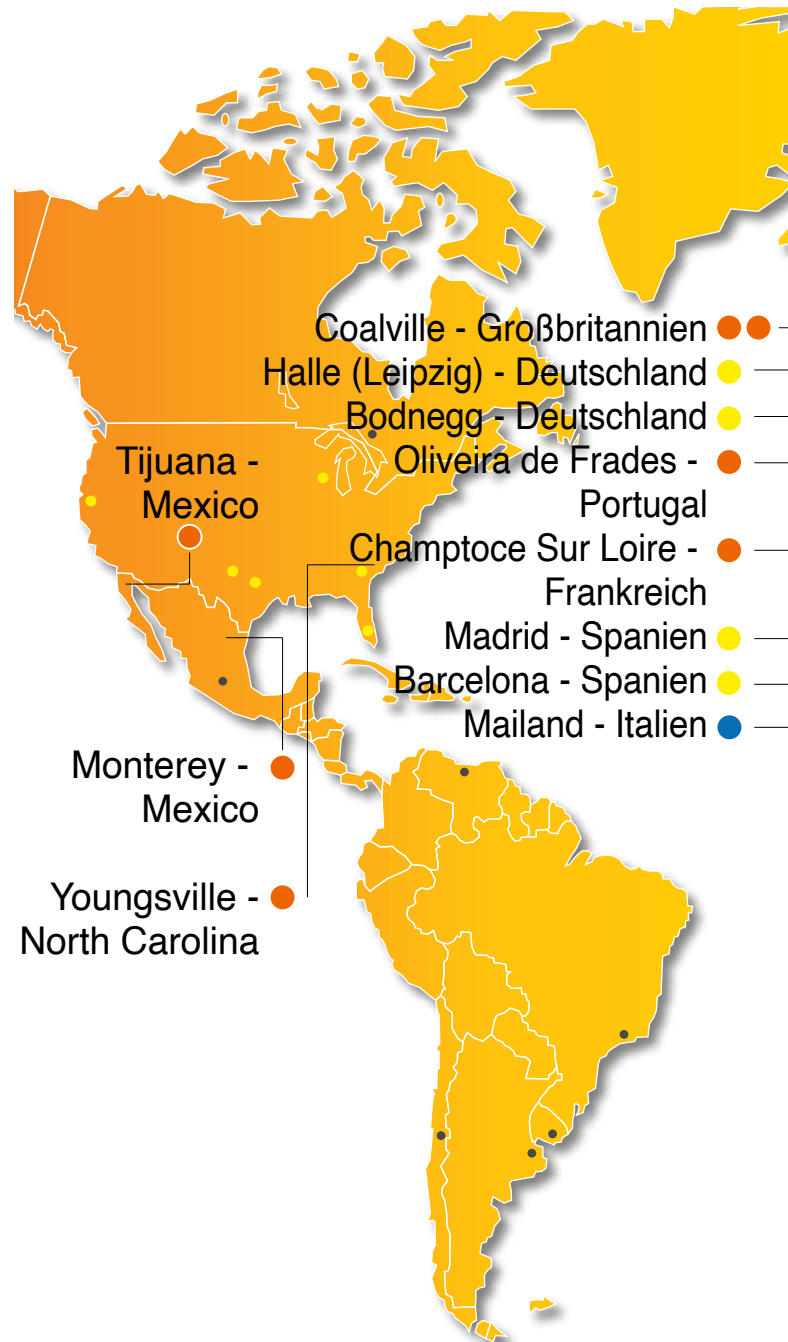 Coalville - Großbritannien
Halle (Leipzig) - Deutschland
Bodnegg - Deutschland
Oliveira de Frades -
Portugal
Champtoce Sur Loire -
Frankreich
Madrid - Spanien
Barcelona - Spanien
Mailand - Italien
Tijuana -
Mexico
Monterey -
Mexico
Youngsville -
North Carolina